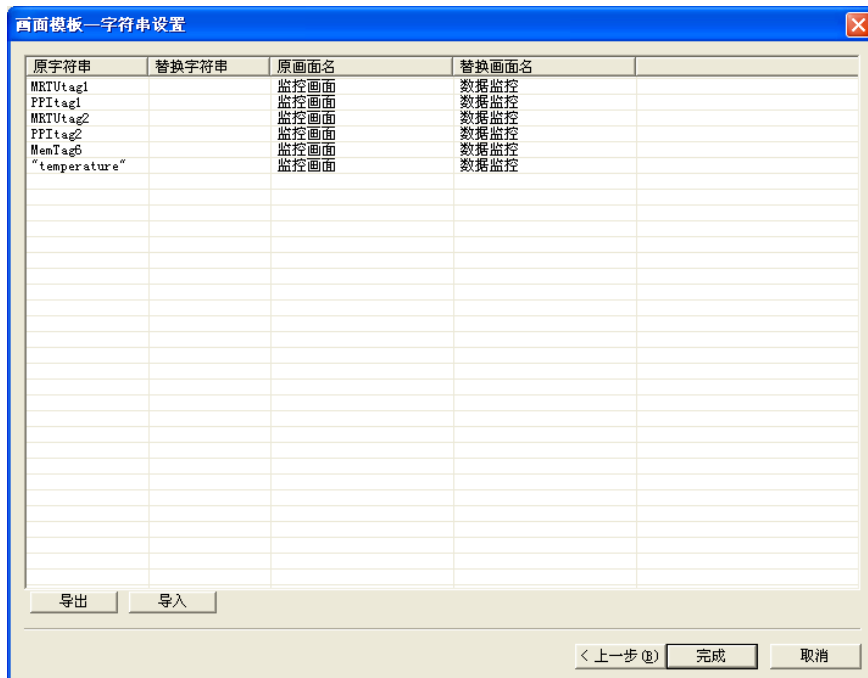 画面模板—字符串设置
原字符串 替换字符串 原画面名 替换画面名
MRTUtag1 监控画面 数据监控
PPItag1 监控画面 数据监控
MRTUtag2 监控画面 数据监控
PPItag2 监控画面 数据监控
MemTag6 监控画面 数据监控
"temperature" 监控画面 数据监控
导出 导入
< 上一步(B) 完成 取消